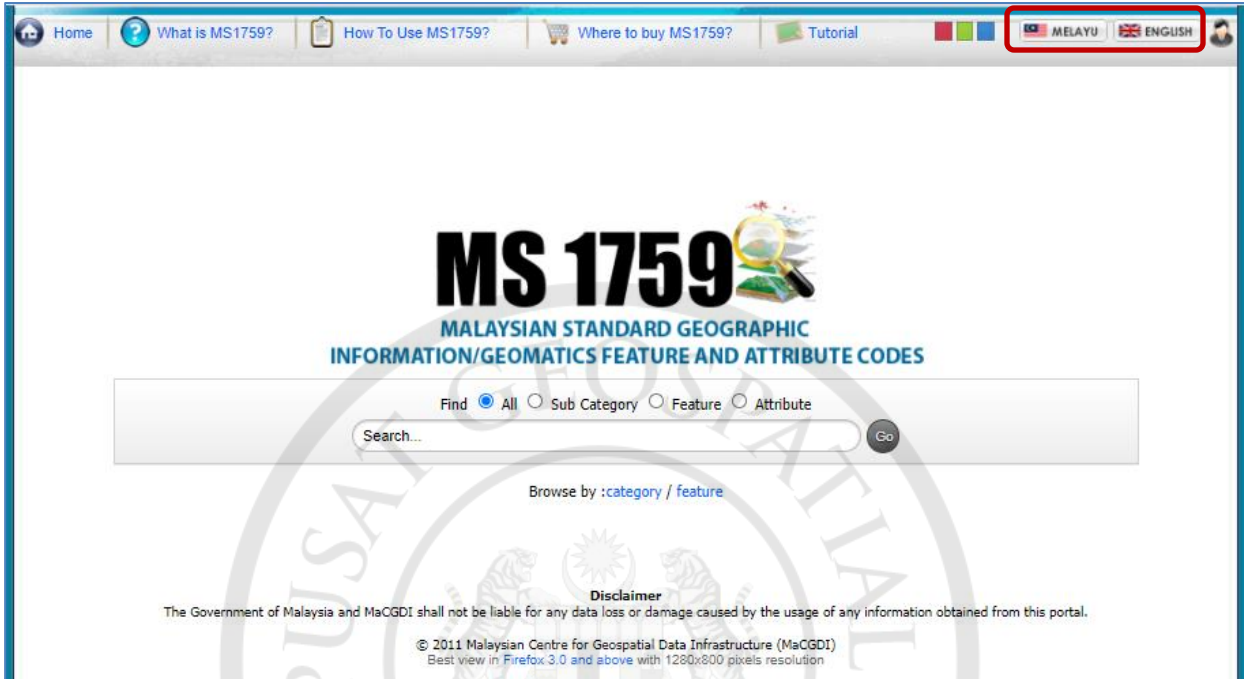 Home What is MS1759? How To Use MS1759? Where to buy MS1759? Tutorial MELAYU ENGLISH
MS 1759
MALAYSIAN STANDARD GEOGRAPHIC
INFORMATION/GEOMATICS FEATURE AND ATTRIBUTE CODES
Find All Sub Category Feature Attribute
Search... Go
Browse by :category / feature
Disclaimer
The Government of Malaysia and MaCGDI shall not be liable for any data loss or damage caused by the usage of any information obtained from this portal.
© 2011 Malaysian Centre for Geospatial Data Infrastructure (MaCGDI)
Best view in Firefox 3.0 and above with 1280x800 pixels resolution
PUSAT GEOSPATIAL